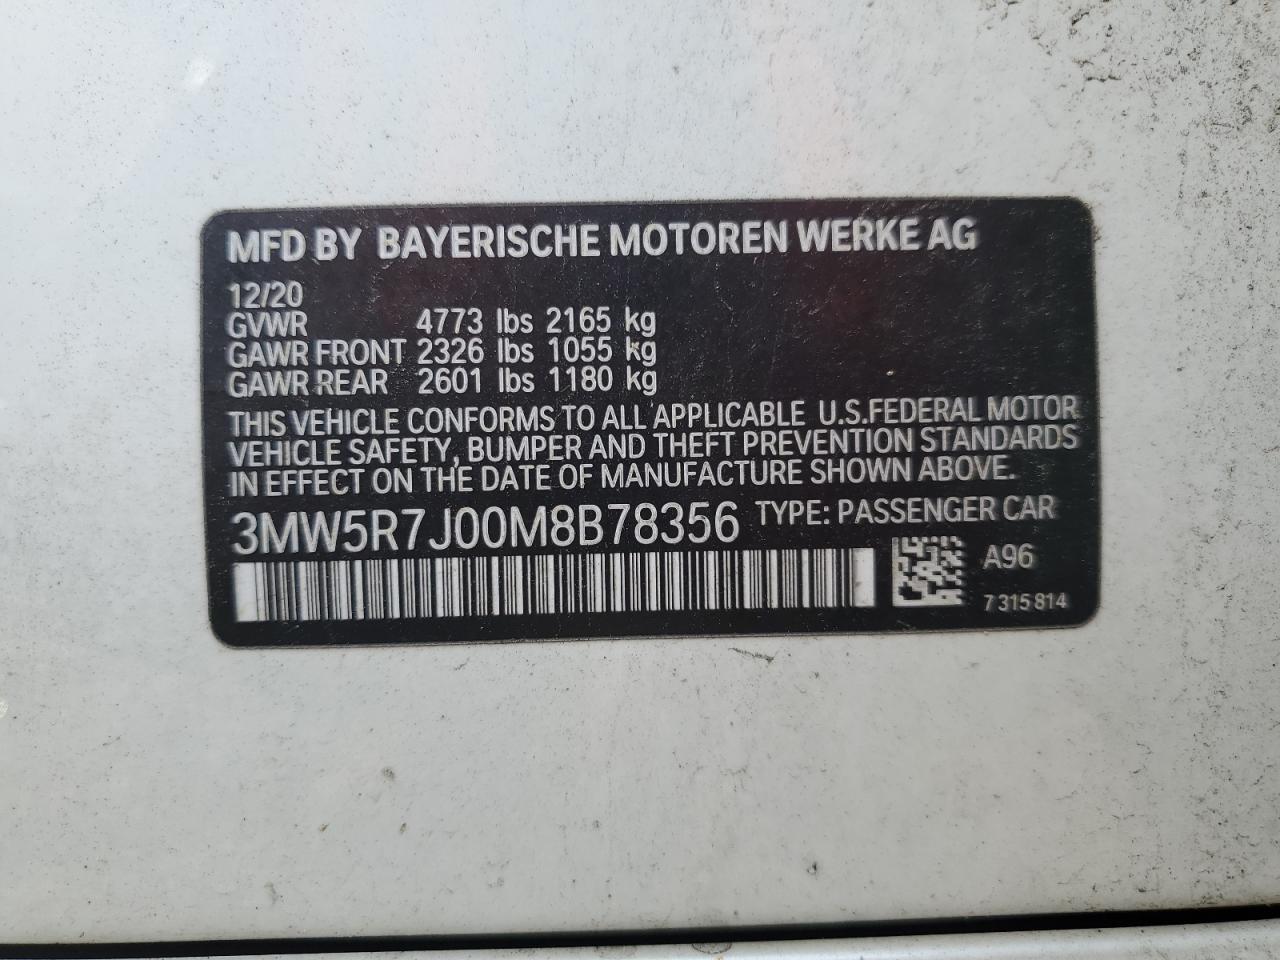 MFD BY BAYERISCHE MOTOREN WERKE AG
12/20
GVWR 4773 lbs 2165 kg
GAWR FRONT 2326 lbs 1055 kg
GAWR REAR 2601 lbs 1180 kg
THIS VEHICLE CONFORMS TO ALL APPLICABLE U.S.FEDERAL MOTOR
VEHICLE SAFETY, BUMPER AND THEFT PREVENTION STANDARDS
IN EFFECT ON THE DATE OF MANUFACTURE SHOWN ABOVE.
3MW5R7J00M8B78356 TYPE: PASSENGER CAR
A96
7 315 814